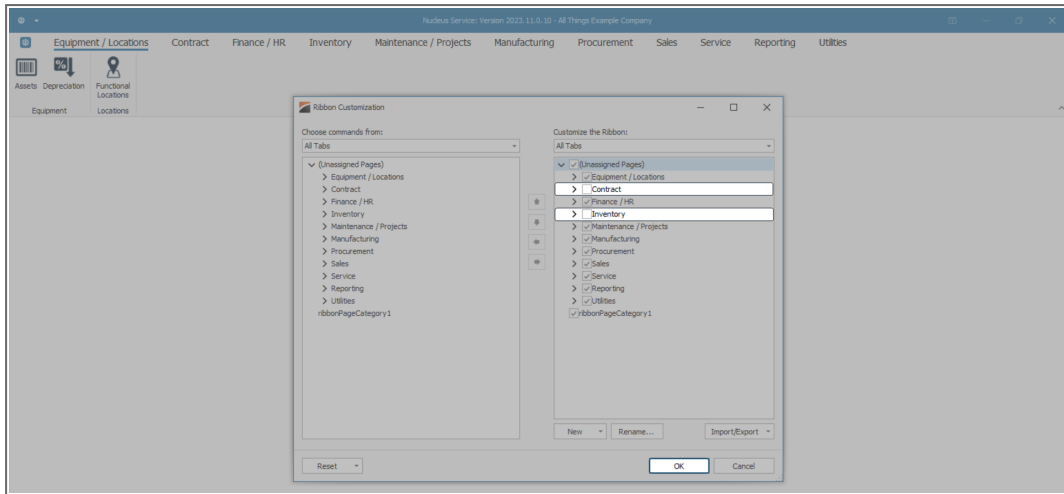 Nucleus Service: Version 2023.11.0.10 - All Things Example Company
Equipment / Locations Contract Finance / HR Inventory Maintenance / Projects Manufacturing Procurement Sales Service Reporting Utilities
Assets Depreciation Functional Locations
Equipment Locations
Ribbon Customization
Choose commands from:
All Tabs
(Unassigned Pages)
Equipment / Locations
Contract
Finance / HR
Inventory
Maintenance / Projects
Manufacturing
Procurement
Sales
Service
Reporting
Utilities
ribbonPageCategory1
Customize the Ribbon:
All Tabs
(Unassigned Pages)
Equipment / Locations
Contract
Finance / HR
Inventory
Maintenance / Projects
Manufacturing
Procurement
Sales
Service
Reporting
Utilities
ribbonPageCategory1
New Rename... Import/Export
Reset OK Cancel